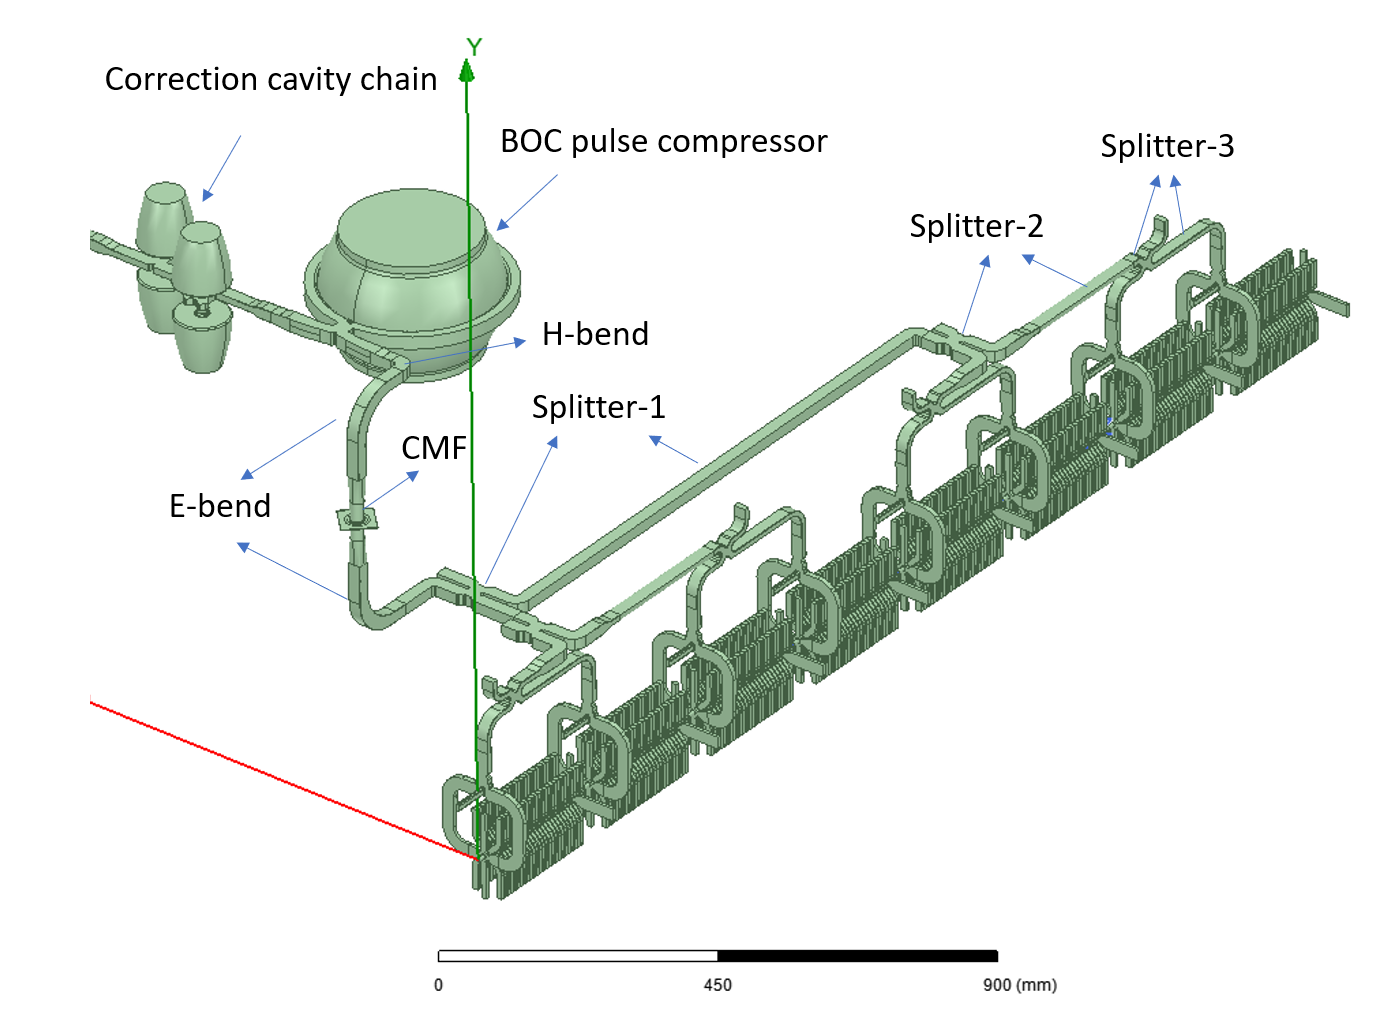 Y
Correction cavity chain
BOC pulse compressor
Splitter-3
Splitter-2
H-bend
Splitter-1
CMF
E-bend
0 450 900 (mm)